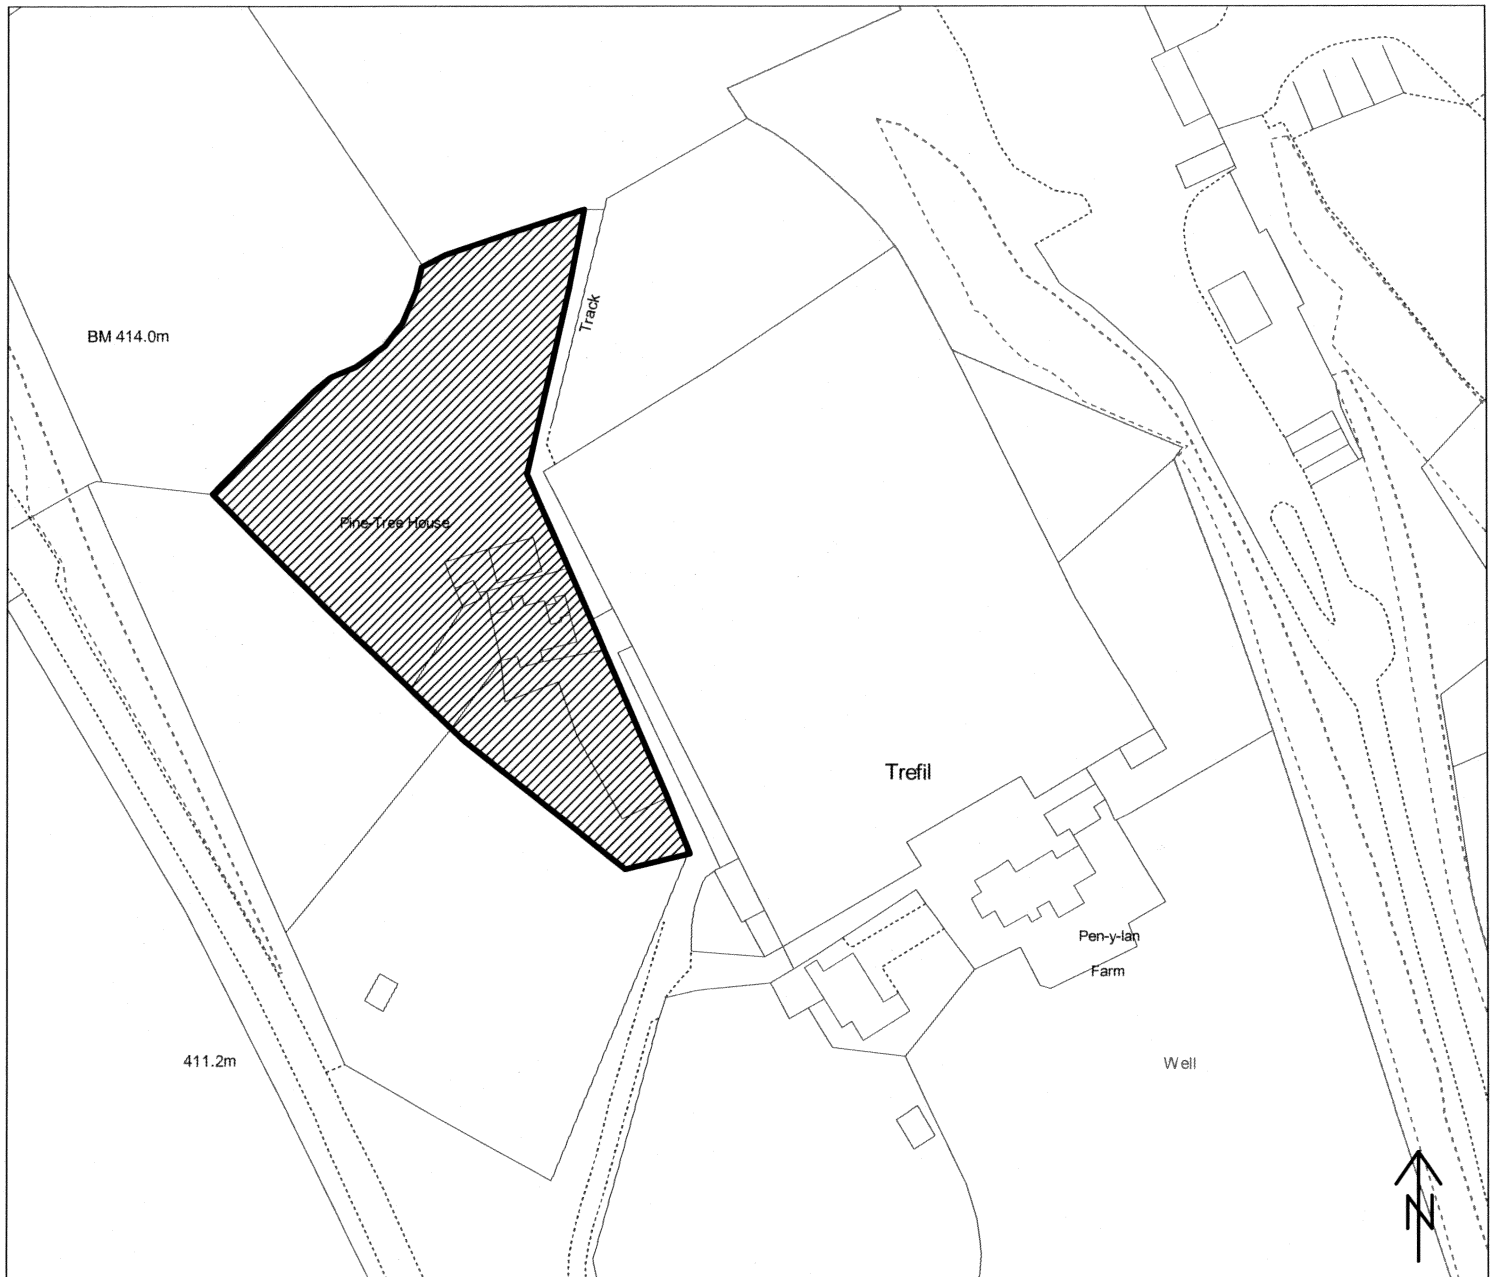 Track
BM 414.0m
Pine-Tree House
Trefil
Pen-y-lan
Farm
411.2m
Well
N